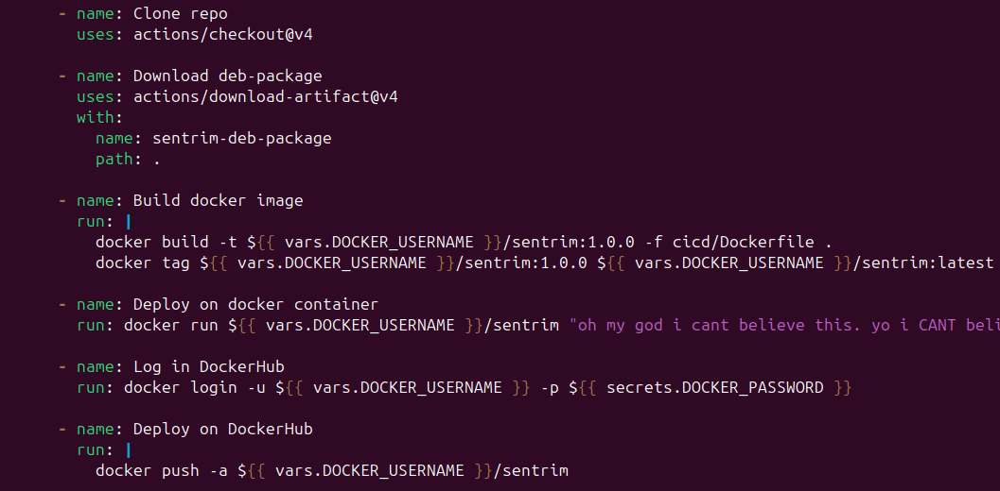 - name: Clone repo
uses: actions/checkout@v4
- name: Download deb-package
uses: actions/download-artifact@v4
with:
name: sentrim-deb-package
path: .
- name: Build docker image
run: |
docker build -t ${{ vars.DOCKER_USERNAME }}/sentrim:1.0.0 -f cicd/Dockerfile .
docker tag ${{ vars.DOCKER_USERNAME }}/sentrim:1.0.0 ${{ vars.DOCKER_USERNAME }}/sentrim:latest
- name: Deploy on docker container
run: docker run ${{ vars.DOCKER_USERNAME }}/sentrim "oh my god i cant believe this. yo i CANT beli
- name: Log in DockerHub
run: docker login -u ${{ vars.DOCKER_USERNAME }} -p ${{ secrets.DOCKER_PASSWORD }}
- name: Deploy on DockerHub
run: |
docker push -a ${{ vars.DOCKER_USERNAME }}/sentrim